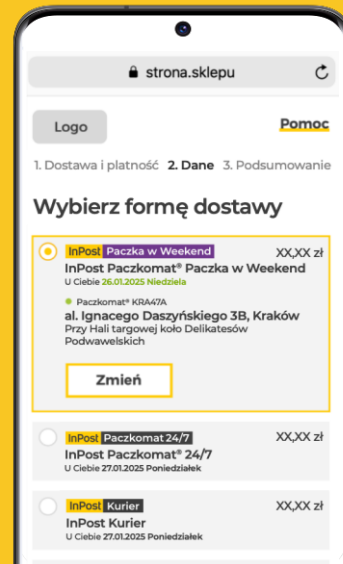 strona.sklepu
Logo
Pomoc
1. Dostawa i platność 2. Dane 3. Podsumowanie
Wybierz formę dostawy
InPost Paczka w Weekend XX,XX zł
InPost Paczkomat® Paczka w Weekend
U Ciebie 26.01.2025 Niedziela
Paczkomat® KRA47A
al. Ignacego Daszyńskiego 3B, Kraków
Przy Hali targowej koło Delikatesów
Podwawelskich
Zmień
InPost Paczkomat 24/7 XX,XX zł
InPost Paczkomat® 24/7
U Ciebie 27.01.2025 Poniedziałek
InPost Kurier XX,XX zł
InPost Kurier
U Ciebie 27.01.2025 Poniedziałek